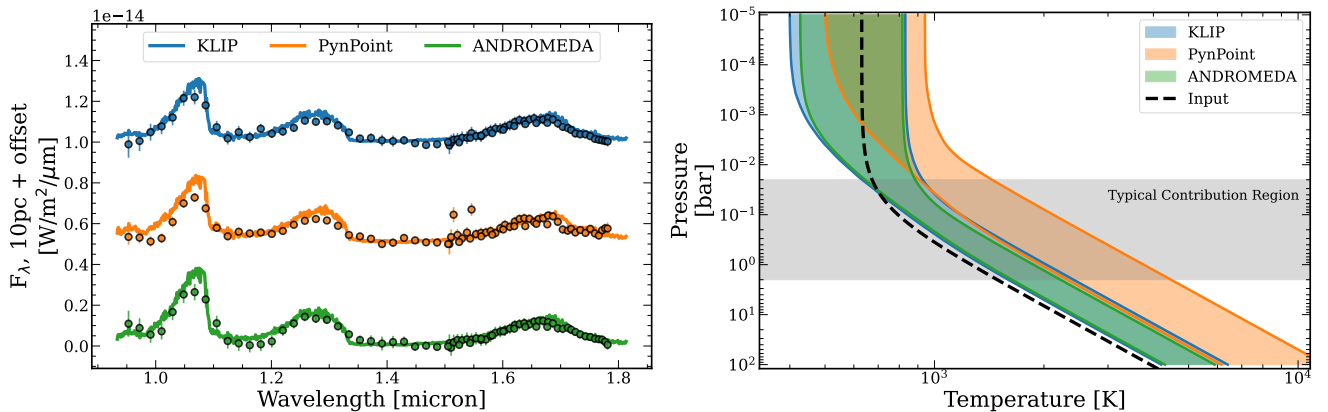 1e−14
KLIP PynPoint ANDROMEDA
1.4
1.2
1.0
0.8
0.6
0.4
0.2
0.0
F_λ, 10pc + offset
[W/m²/μm]
1.0 1.2 1.4 1.6 1.8
Wavelength [micron]
KLIP
PynPoint
ANDROMEDA
Input
Typical Contribution Region
10⁻⁵
10⁻⁴
10⁻³
10⁻²
10⁻¹
10⁰
10¹
10²
Pressure
[bar]
10³ 10⁴
Temperature [K]